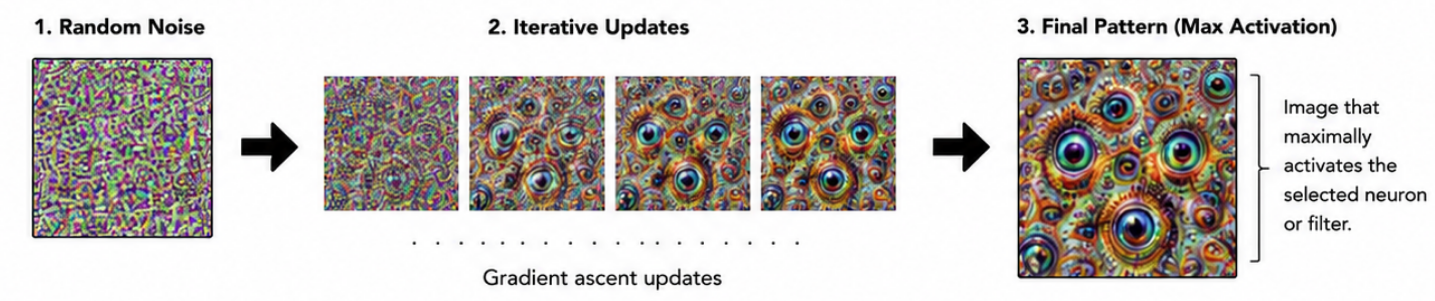 1. Random Noise
2. Iterative Updates
3. Final Pattern (Max Activation)
Gradient ascent updates
Image that
maximally
activates the
selected neuron
or filter.